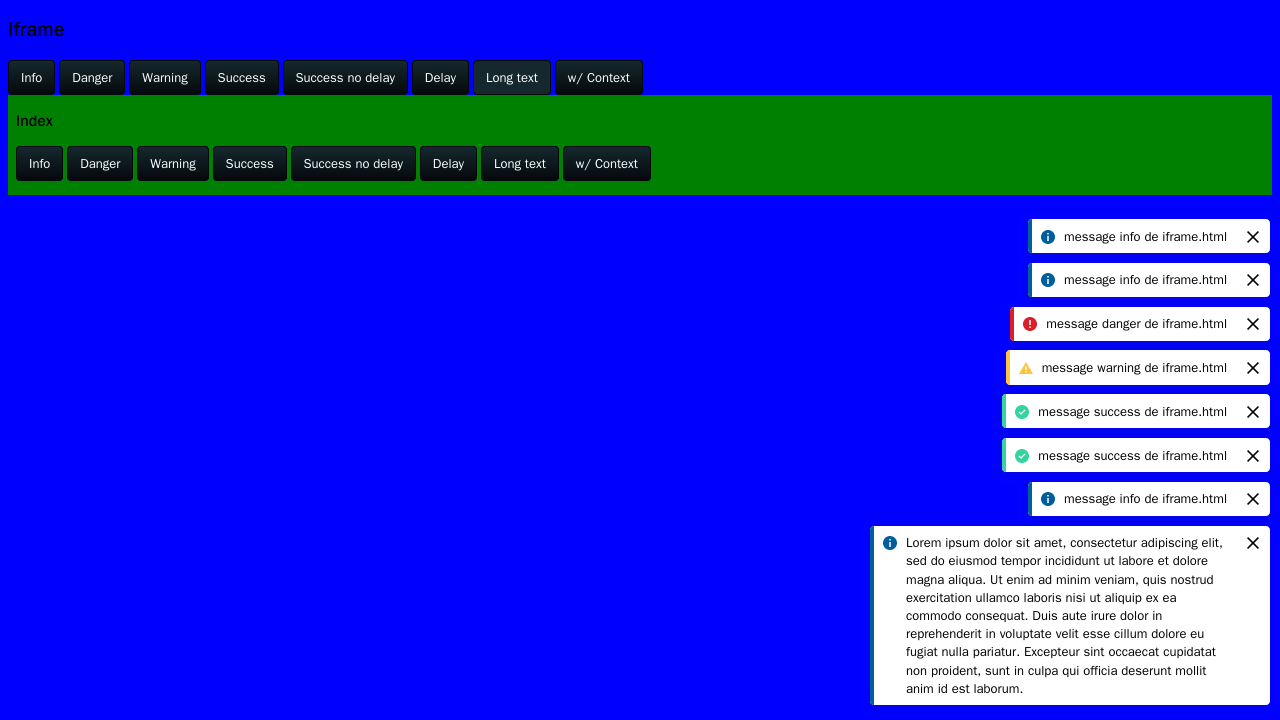 Iframe
Info Danger Warning Success Success no delay Delay Long text w/ Context
Index
Info Danger Warning Success Success no delay Delay Long text w/ Context
message info de iframe.html
message info de iframe.html
message danger de iframe.html
message warning de iframe.html
message success de iframe.html
message success de iframe.html
message info de iframe.html
Lorem ipsum dolor sit amet, consectetur adipiscing elit,
sed do eiusmod tempor incididunt ut labore et dolore
magna aliqua. Ut enim ad minim veniam, quis nostrud
exercitation ullamco laboris nisi ut aliquip ex ea
commodo consequat. Duis aute irure dolor in
reprehenderit in voluptate velit esse cillum dolore eu
fugiat nulla pariatur. Excepteur sint occaecat cupidatat
non proident, sunt in culpa qui officia deserunt mollit
anim id est laborum.